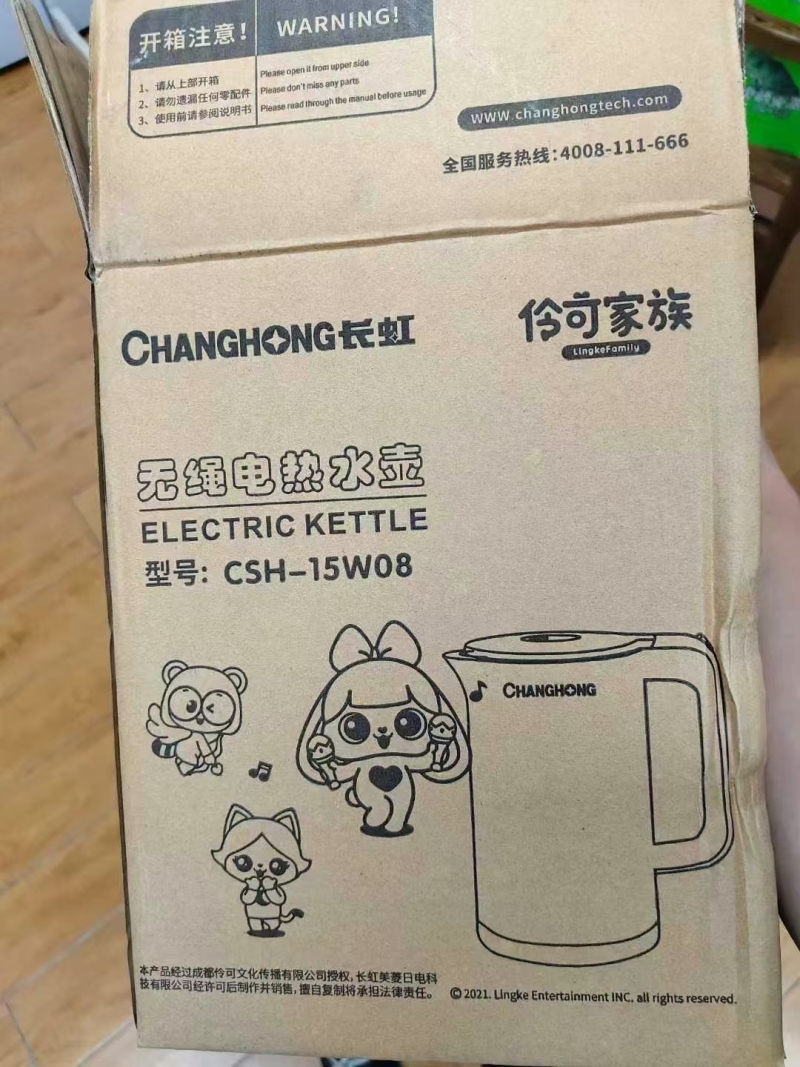 开箱注意! WARNING!
1、请从上部开箱 Please open it from upper side
2、请勿遗漏任何零配件 Please don't miss any parts
3、使用前请参阅说明书 Please read through the manual before usage
www.changhongtech.com
全国服务热线:4008-111-666
CHANGHONG长虹
伶可家族
LingkeFamily
无绳电热水壶
ELECTRIC KETTLE
型号: CSH-15W08
CHANGHONG
本产品经过成都伶可文化传播有限公司授权,长虹美菱日电科
技有限公司经许可后制作并销售,擅自复制将承担法律责任。
©2021. Lingke Entertainment INC. all rights reserved.